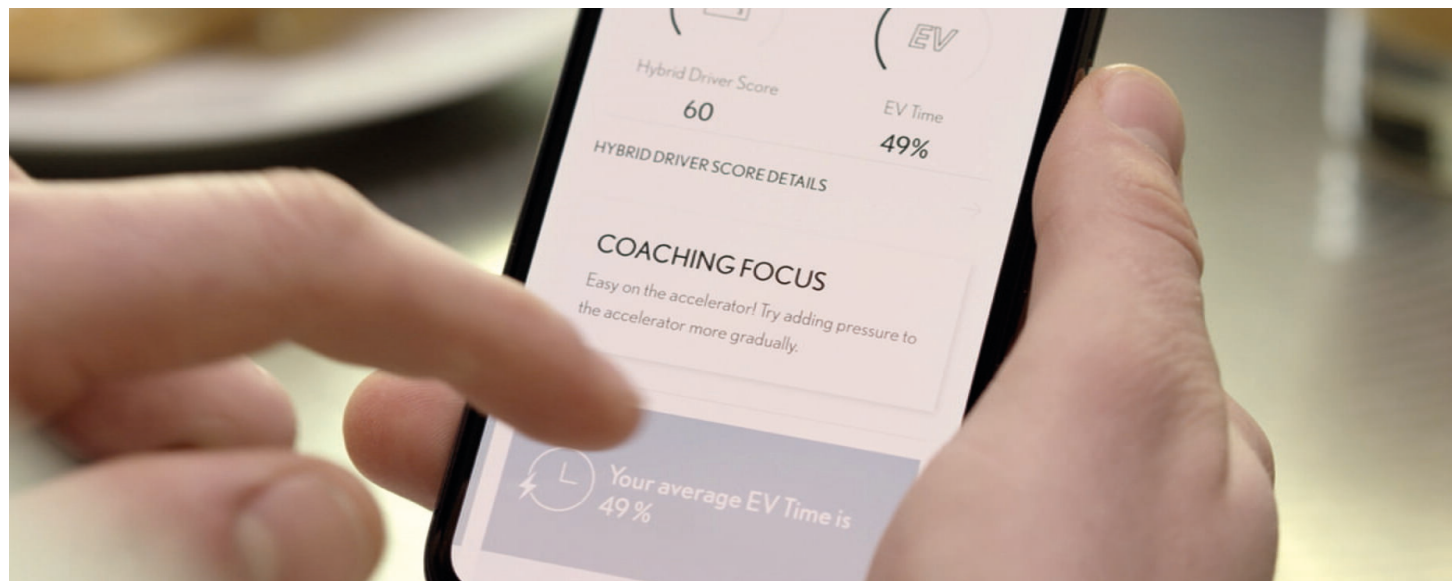 EV
Hybrid Driver Score
60
EV Time
49%
HYBRID DRIVER SCORE DETAILS
COACHING FOCUS
Easy on the accelerator! Try adding pressure to
the accelerator more gradually.
Your average EV Time is
49%